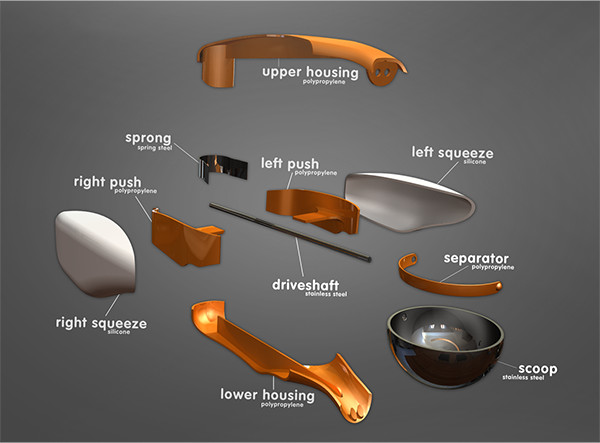 upper housing
polypropylene
sprong
spring steel
left push
polypropylene
left squeeze
silicone
right push
polypropylene
separator
polypropylene
driveshaft
stainless steel
right squeeze
silicone
scoop
stainless steel
lower housing
polypropylene